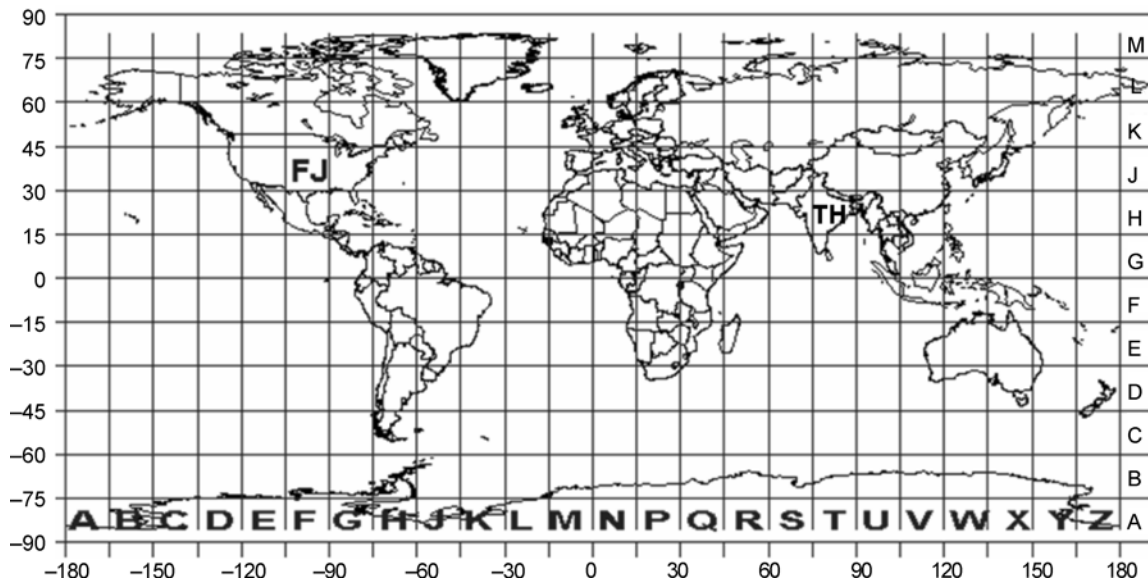 90
75 M
60 L
45 K
30 J
15 H
0 G
–15 F
–30 E
–45 D
–60 C
–75 B
–90 A
FJ
TH
A B C D E F G H J K L M N P Q R S T U V W X Y Z
–180 –150 –120 –90 –60 –30 0 30 60 90 120 150 180